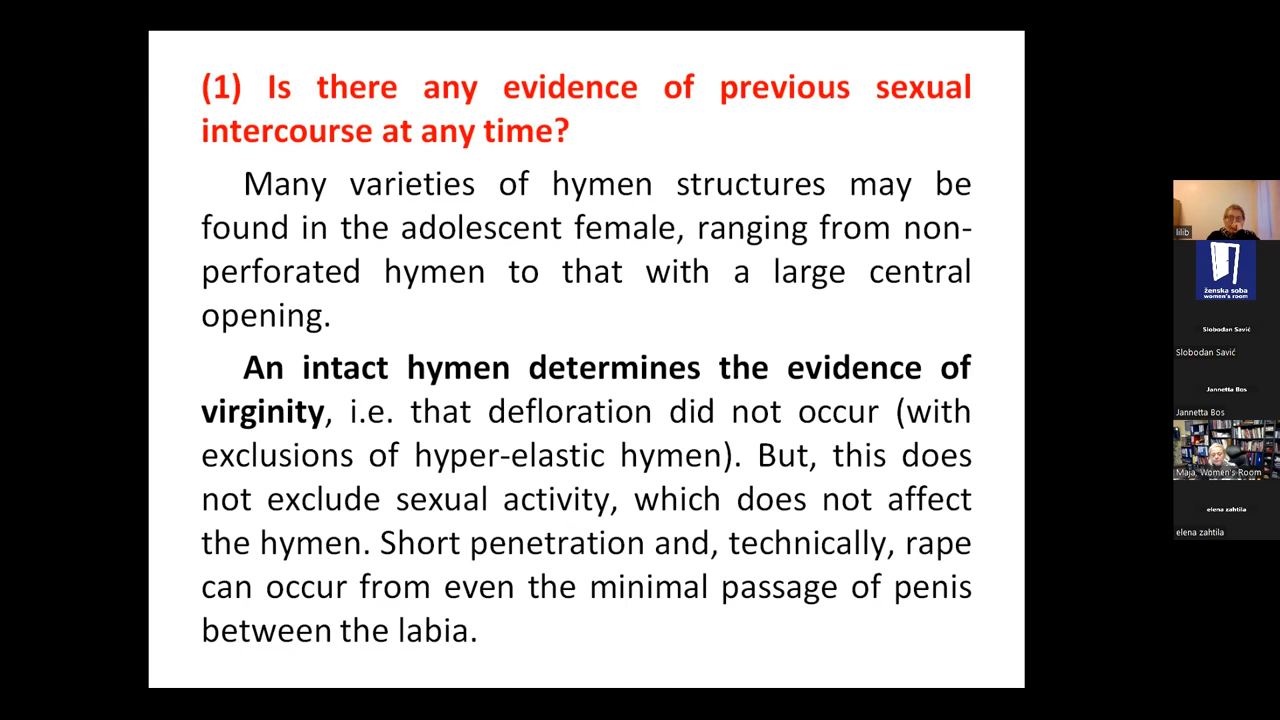 (1) Is there any evidence of previous sexual
intercourse at any time?
Many varieties of hymen structures may be
found in the adolescent female, ranging from non-
perforated hymen to that with a large central
opening.
An intact hymen determines the evidence of
virginity, i.e. that defloration did not occur (with
exclusions of hyper-elastic hymen). But, this does
not exclude sexual activity, which does not affect
the hymen. Short penetration and, technically, rape
can occur from even the minimal passage of penis
between the labia.
lilib
ženska soba
women's room
Slobodan Savić
Slobodan Savić
Jannetta Bos
Jannetta Bos
Maja, Women's Room
elena zahtila
elena zahtila